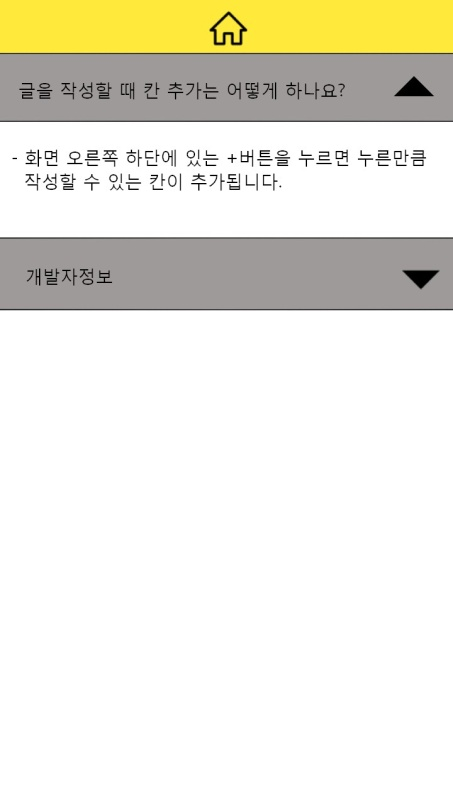 글을 작성할 때 칸 추가는 어떻게 하나요?
- 화면 오른쪽 하단에 있는 +버튼을 누르면 누른만큼
작성할 수 있는 칸이 추가됩니다.
개발자정보